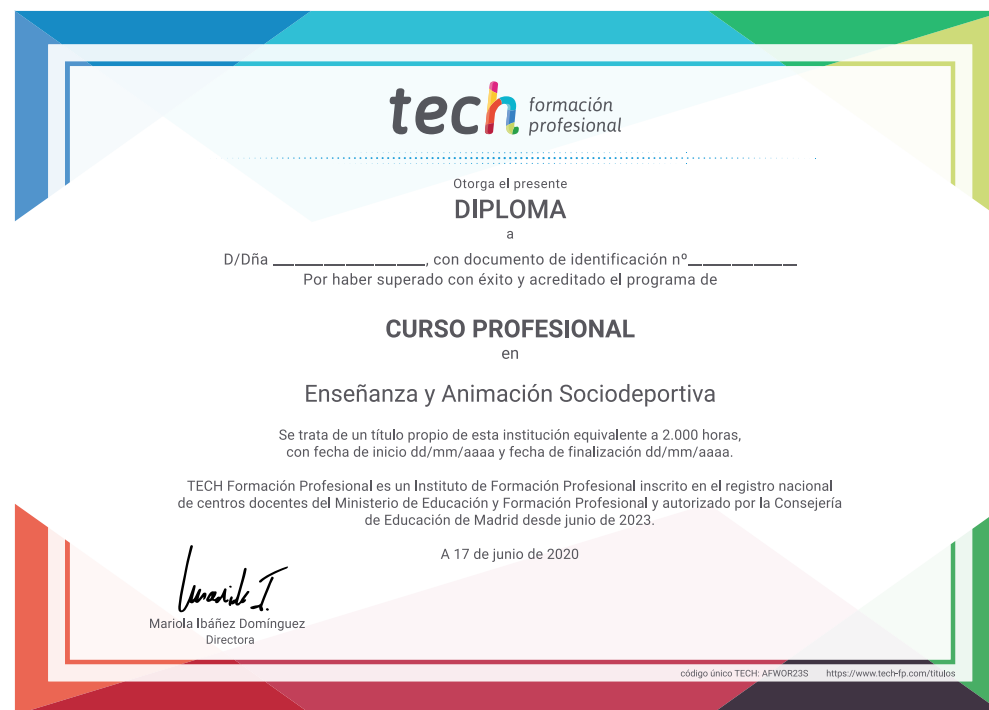 tech formación
profesional
Otorga el presente
DIPLOMA
a
D/Dña ____________________, con documento de identificación nº______________
Por haber superado con éxito y acreditado el programa de
CURSO PROFESIONAL
en
Enseñanza y Animación Sociodeportiva
Se trata de un título propio de esta institución equivalente a 2.000 horas,
con fecha de inicio dd/mm/aaaa y fecha de finalización dd/mm/aaaa.
TECH Formación Profesional es un Instituto de Formación Profesional inscrito en el registro nacional
de centros docentes del Ministerio de Educación y Formación Profesional y autorizado por la Consejería
de Educación de Madrid desde junio de 2023.
A 17 de junio de 2020
Mariola Ibáñez Domínguez
Directora
código único TECH: AFWOR23S https://www.tech-fp.com/titulos